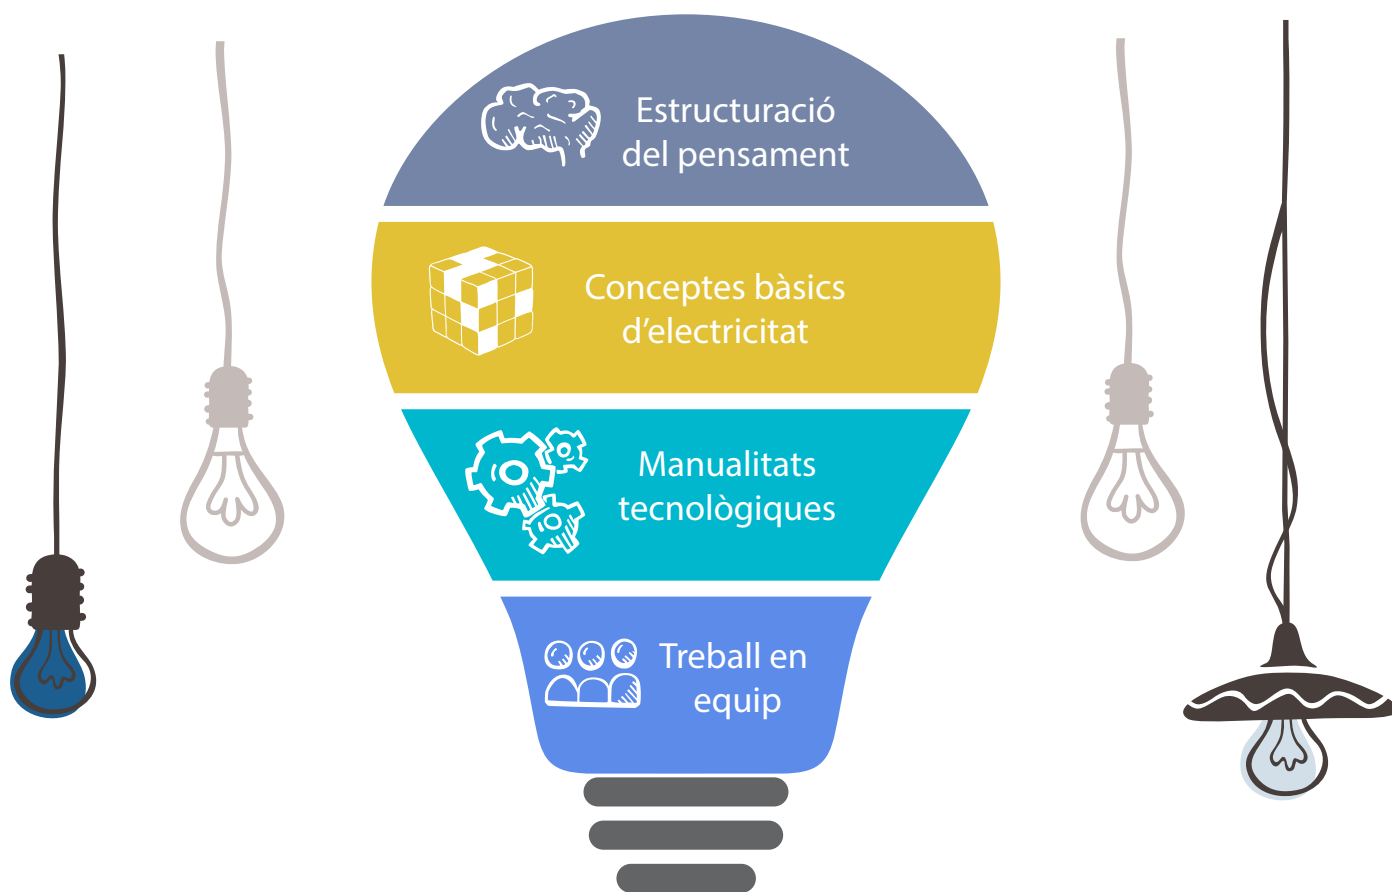 Estructuració
del pensament
Conceptes bàsics
d’electricitat
Manualitats
tecnològiques
Treball en
equip